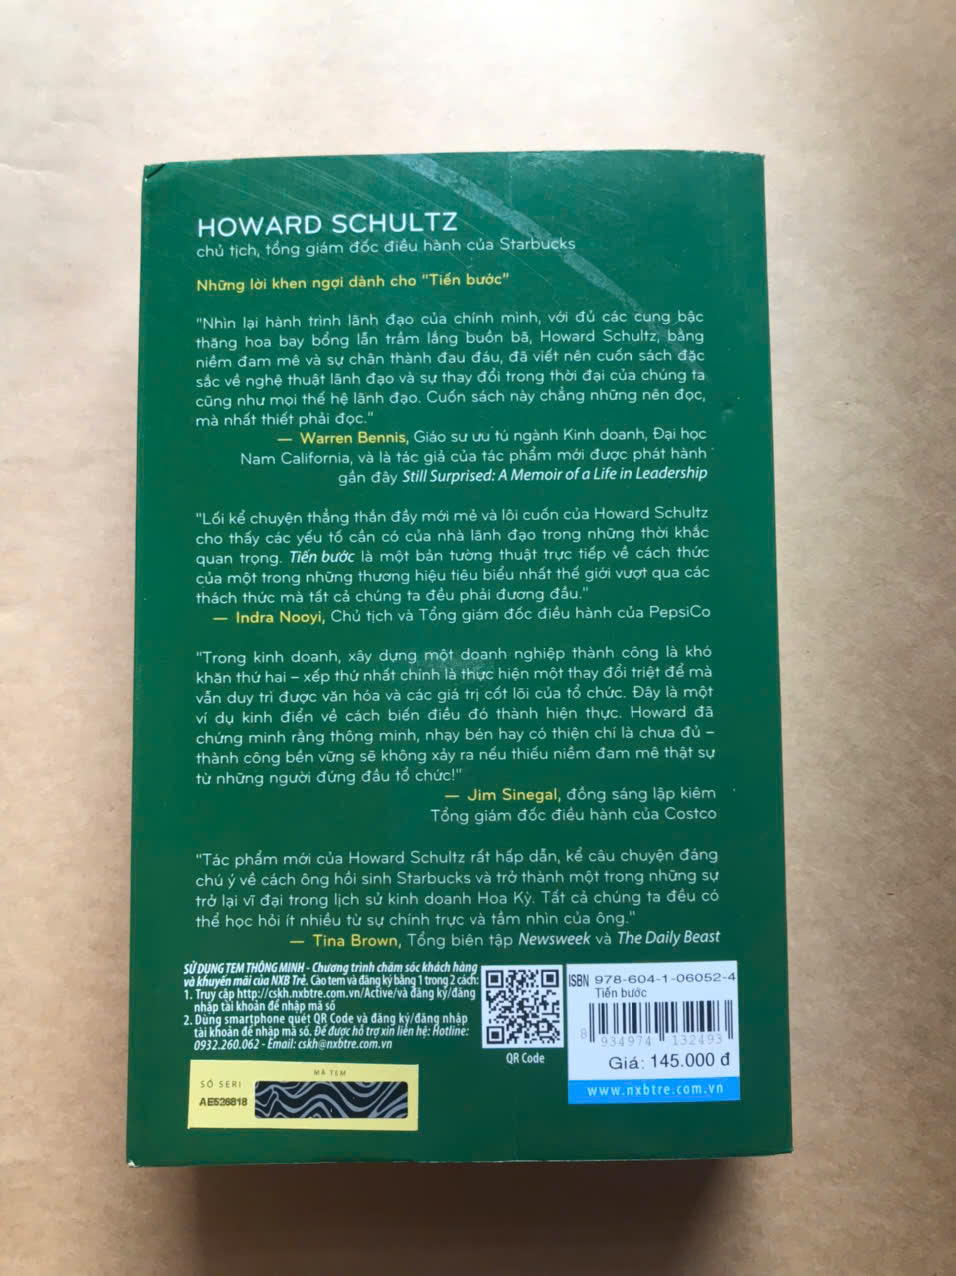 HOWARD SCHULTZ
chủ tịch, tổng giám đốc điều hành của Starbucks
Những lời khen ngợi dành cho "Tiến bước"
"Nhìn lại hành trình lãnh đạo của chính mình, với đủ các cung bậc
thăng hoa bay bổng lẫn trầm lắng buồn bã, Howard Schultz, bằng
niềm đam mê và sự chân thành đau đáu, đã viết nên cuốn sách đặc
sắc về nghệ thuật lãnh đạo và sự thay đổi trong thời đại của chúng ta
cũng như mọi thế hệ lãnh đạo. Cuốn sách này chẳng những nên đọc,
mà nhất thiết phải đọc."
— Warren Bennis, Giáo sư ưu tú ngành Kinh doanh, Đại học
Nam California, và là tác giả của tác phẩm mới được phát hành
gần đây Still Surprised: A Memoir of a Life in Leadership
"Lối kể chuyện thẳng thắn đầy mới mẻ và lôi cuốn của Howard Schultz
cho thấy các yếu tố cần có của nhà lãnh đạo trong những thời khắc
quan trọng. Tiến bước là một bản tường thuật trực tiếp về cách thức
của một trong những thương hiệu tiêu biểu nhất thế giới vượt qua các
thách thức mà tất cả chúng ta đều phải đương đầu."
— Indra Nooyi, Chủ tịch và Tổng giám đốc điều hành của PepsiCo
"Trong kinh doanh, xây dựng một doanh nghiệp thành công là khó
khăn thứ hai – xếp thứ nhất chính là thực hiện một thay đổi triệt để mà
vẫn duy trì được văn hóa và các giá trị cốt lõi của tổ chức. Đây là một
ví dụ kinh điển về cách biến điều đó thành hiện thực. Howard đã
chứng minh rằng thông minh, nhạy bén hay có thiện chí là chưa đủ –
thành công bền vững sẽ không xảy ra nếu thiếu niềm đam mê thật sự
từ những người đứng đầu tổ chức!"
— Jim Sinegal, đồng sáng lập kiêm
Tổng giám đốc điều hành của Costco
"Tác phẩm mới của Howard Schultz rất hấp dẫn, kể câu chuyện đáng
chú ý về cách ông hồi sinh Starbucks và trở thành một trong những sự
trở lại vĩ đại trong lịch sử kinh doanh Hoa Kỳ. Tất cả chúng ta đều có
thể học hỏi ít nhiều từ sự chính trực và tầm nhìn của ông."
— Tina Brown, Tổng biên tập Newsweek và The Daily Beast
SỬ DỤNG TEM THÔNG MINH - Chương trình chăm sóc khách hàng
và khuyến mãi của NXB Trẻ. Cào tem và đăng ký bằng 1 trong 2 cách:
1. Truy cập http://cskh.nxbtre.com.vn/Active/và đăng ký/đăng
nhập tài khoản để nhập mã số
2. Dùng smartphone quét QR Code và đăng ký/đăng nhập
tài khoản để nhập mã số. Để được hỗ trợ xin liên hệ: Hotline:
0932.260.062 - Email: cskh@nxbtre.com.vn
QR Code
ISBN 978-604-1-06052-4
Tiến bước
8 934974 132493
Giá: 145.000 đ
www.nxbtre.com.vn
MÃ TEM
SỐ SERI
AE526818